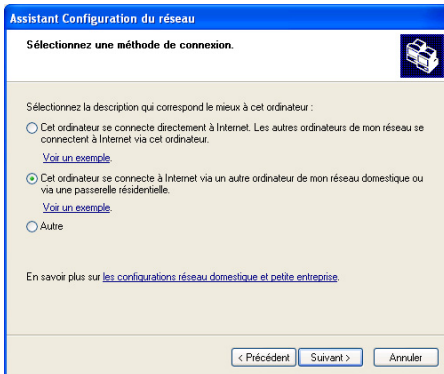 Assistant Configuration du réseau
Sélectionnez une méthode de connexion.
Sélectionnez la description qui correspond le mieux à cet ordinateur :
Cet ordinateur se connecte directement à Internet. Les autres ordinateurs de mon réseau se
connectent à Internet via cet ordinateur.
Voir un exemple.
Cet ordinateur se connecte à Internet via un autre ordinateur de mon réseau domestique ou
via une passerelle résidentielle.
Voir un exemple.
Autre
En savoir plus sur les configurations réseau domestique et petite entreprise.
< Précédent Suivant > Annuler